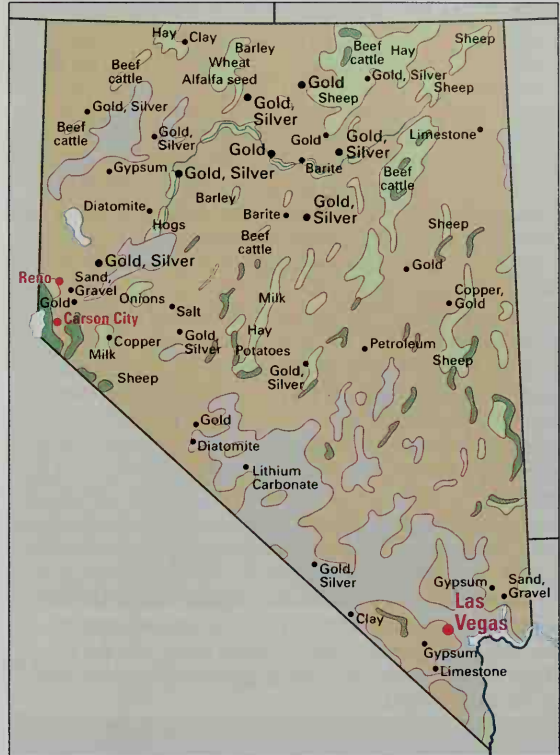 Hay
Clay
Barley
Wheat
Alfalfa seed
Beef
cattle
Hay
Sheep
Beef
cattle
Gold
Sheep
Gold, Silver
Sheep
Gold, Silver
Gold,
Silver
Beef
cattle
Gold,
Silver
Gold
Gold,
Silver
Limestone
Gold
Barite
Gypsum
Gold, Silver
Beef
cattle
Diatomite
Hogs
Barley
Barite
Gold,
Silver
Sheep
Beef
cattle
Gold, Silver
Gold
Reno
Sand,
Gravel
Gold
Onions
Salt
Milk
Copper,
Gold
Carson City
Copper
Milk
Gold,
Silver
Hay
Potatoes
Petroleum
Sheep
Sheep
Gold,
Silver
Gold
Diatomite
Lithium
Carbonate
Gold,
Silver
Gypsum
Sand,
Gravel
Las
Vegas
Clay
Gypsum
Limestone